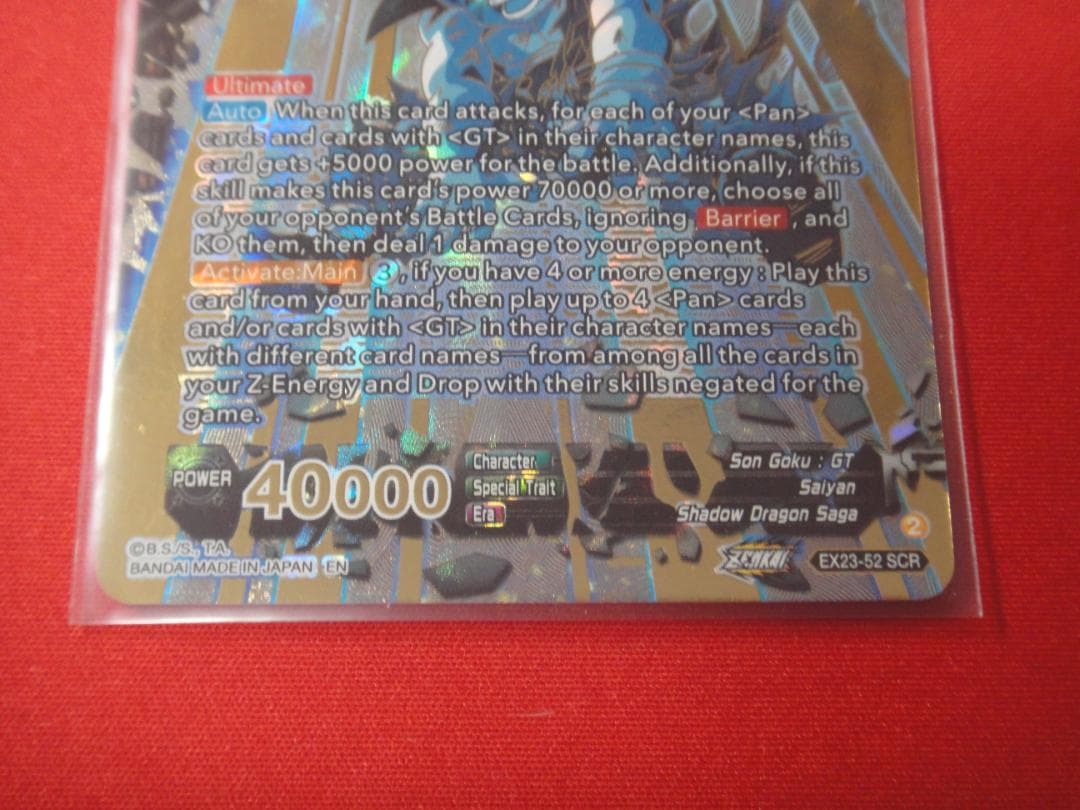 Ultimate
Auto When this card attacks, for each of your <Pan>
cards and cards with <GT> in their character names, this
card gets +5000 power for the battle. Additionally, if this
skill makes this card's power 70000 or more, choose all
of your opponent's Battle Cards, ignoring Barrier, and
KO them, then deal 1 damage to your opponent.
Activate:Main 3, if you have 4 or more energy : Play this
card from your hand, then play up to 4 <Pan> cards
and/or cards with <GT> in their character names—each
with different card names—from among all the cards in
your Z-Energy and Drop with their skills negated for the
game.
POWER 40000
Character Son Goku : GT
Special Trait Saiyan
Era Shadow Dragon Saga
2
©B.S./S., T.A.
BANDAI MADE IN JAPAN EN
ZENKAI EX23-52 SCR